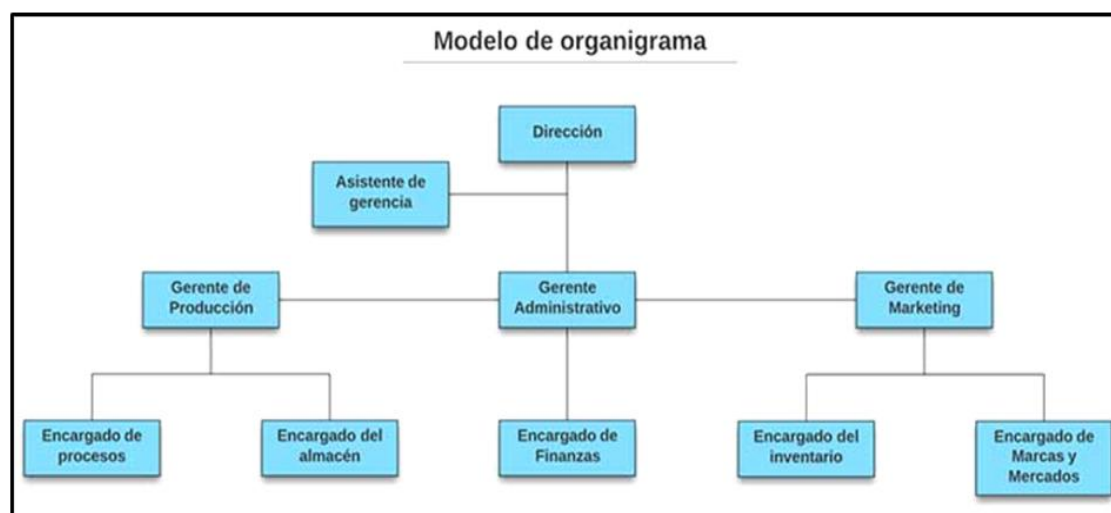 Modelo de organigrama
Dirección
Asistente de
gerencia
Gerente de
Producción
Gerente
Administrativo
Gerente de
Marketing
Encargado de
procesos
Encargado del
almacén
Encargado de
Finanzas
Encargado del
inventario
Encargado de
Marcas y
Mercados